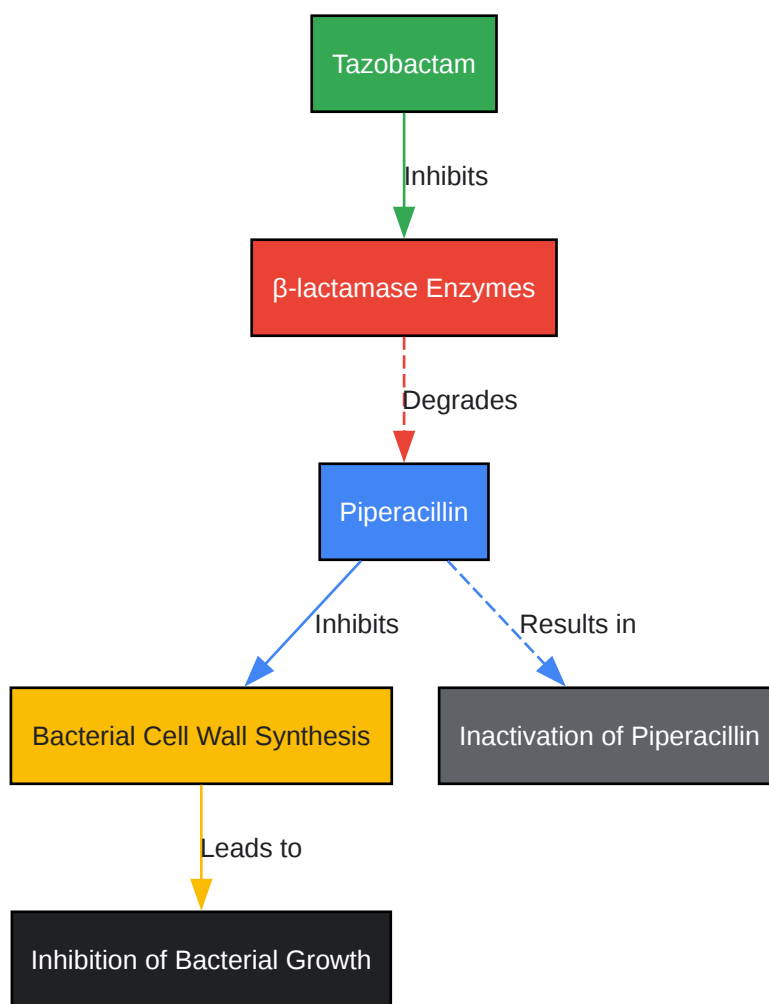 Tazobactam
Inhibits
β-lactamase Enzymes
Degrades
Piperacillin
Inhibits
Results in
Bacterial Cell Wall Synthesis
Inactivation of Piperacillin
Leads to
Inhibition of Bacterial Growth